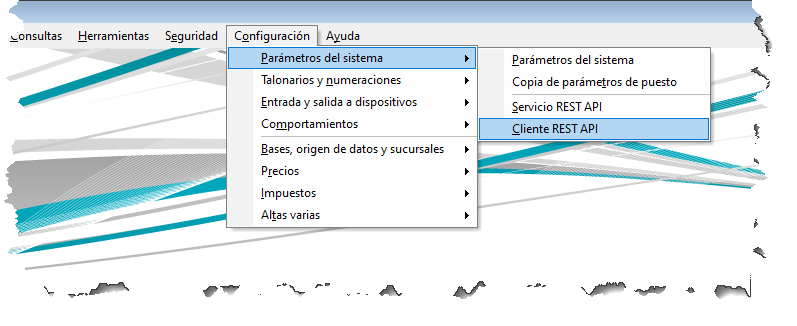 Consultas Herramientas Seguridad Configuración Ayuda
Parámetros del sistema
Talonarios y numeraciones
Entrada y salida a dispositivos
Comportamientos
Bases, origen de datos y sucursales
Precios
Impuestos
Altas varias
Parámetros del sistema
Copia de parámetros de puesto
Servicio REST API
Cliente REST API